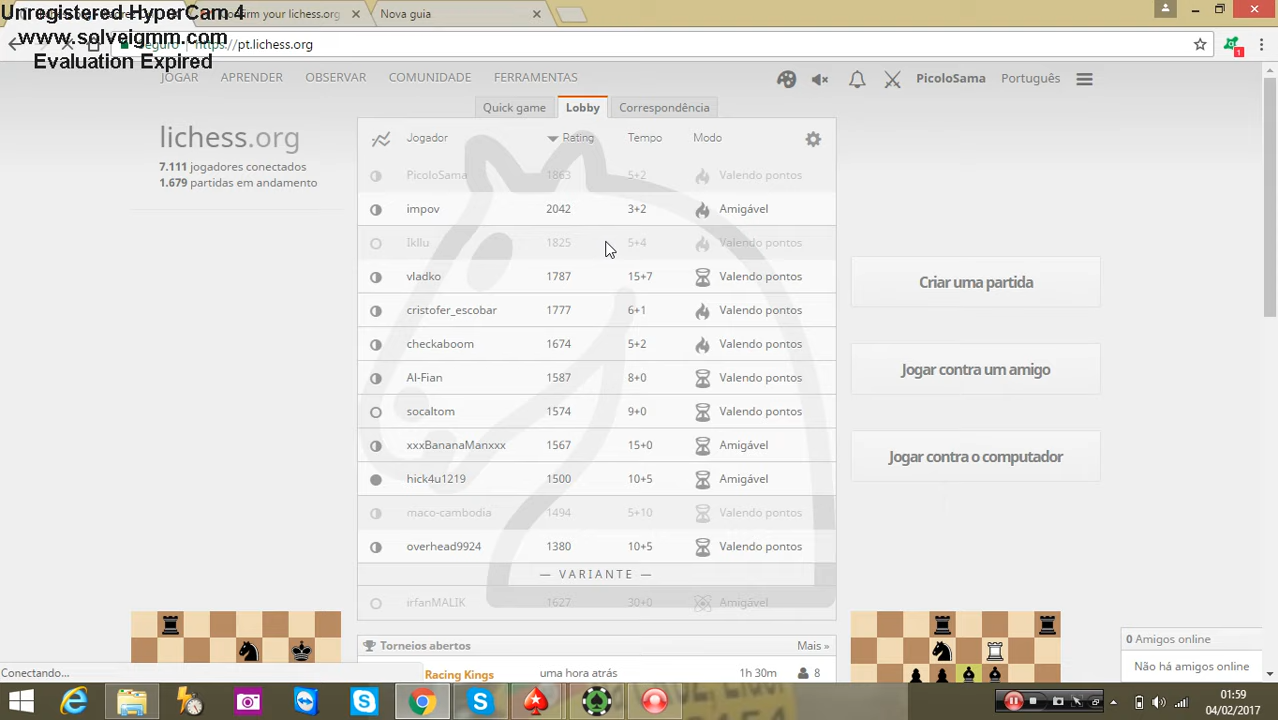 Unregistered HyperCam 4
www.solveigmm.com
Evaluation Expired
Confirm your lichess.org
Nova guia
Seguro
https://pt.lichess.org
1
JOGAR
APRENDER
OBSERVAR
COMUNIDADE
FERRAMENTAS
PicoloSama
Português
Quick game
Lobby
Correspondência
lichess.org
7.111 jogadores conectados
1.679 partidas em andamento
Jogador Rating Tempo Modo
PicoloSama 1863 5+2 Valendo pontos
impov 2042 3+2 Amigável
Ikllu 1825 5+4 Valendo pontos
vladko 1787 15+7 Valendo pontos
cristofer_escobar 1777 6+1 Valendo pontos
checkaboom 1674 5+2 Valendo pontos
Al-Fian 1587 8+0 Valendo pontos
socaltom 1574 9+0 Valendo pontos
xxxBananaManxxx 1567 15+0 Amigável
hick4u1219 1500 10+5 Amigável
maco-cambodia 1494 5+10 Valendo pontos
overhead9924 1380 10+5 Valendo pontos
— VARIANTE —
irfanMALIK 1627 30+0 Amigável
Criar uma partida
Jogar contra um amigo
Jogar contra o computador
Torneios abertos Mais »
Racing Kings uma hora atrás 1h 30m 8
0 Amigos online
Não há amigos online
Conectando...
01:59
04/02/2017